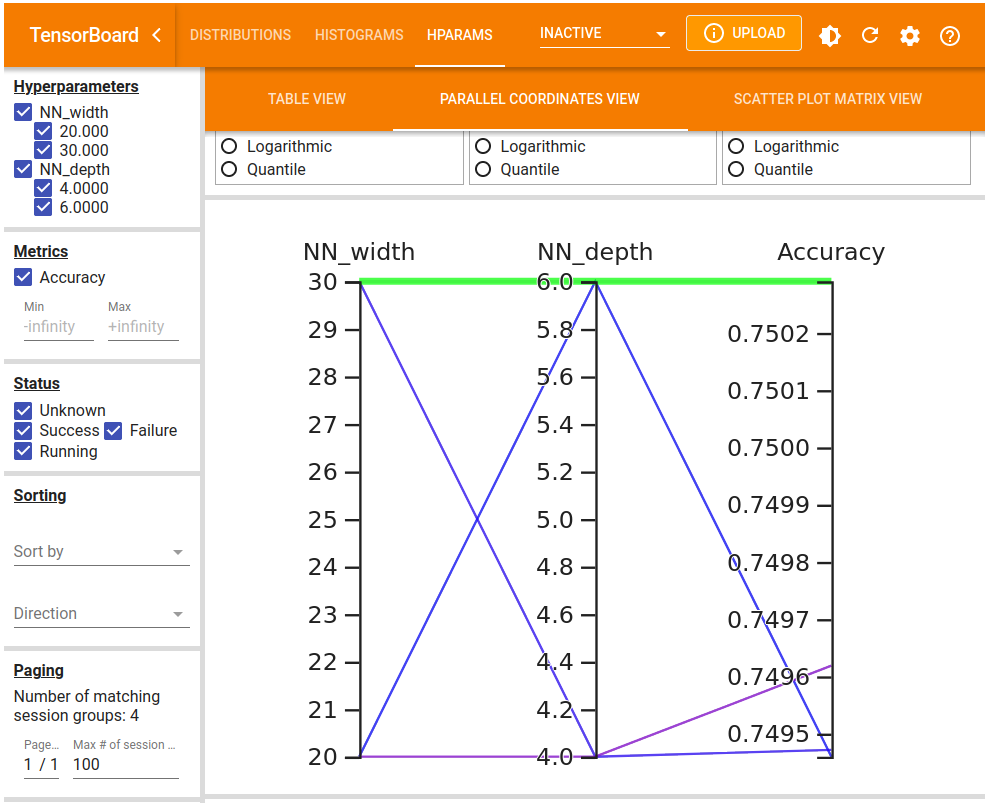 TensorBoard
DISTRIBUTIONS HISTOGRAMS HPARAMS
INACTIVE
UPLOAD
Hyperparameters
NN_width
20.000
30.000
NN_depth
4.0000
6.0000
Metrics
Accuracy
Min Max
-infinity +infinity
Status
Unknown
Success Failure
Running
Sorting
Sort by
Direction
Paging
Number of matching
session groups: 4
Page... Max # of session ...
1 / 1 100
TABLE VIEW PARALLEL COORDINATES VIEW SCATTER PLOT MATRIX VIEW
Logarithmic Logarithmic Logarithmic
Quantile Quantile Quantile
NN_width NN_depth Accuracy
30
29
28
27
26
25
24
23
22
21
20
6.0
5.8
5.6
5.4
5.2
5.0
4.8
4.6
4.4
4.2
4.0
0.7502
0.7501
0.7500
0.7499
0.7498
0.7497
0.7496
0.7495